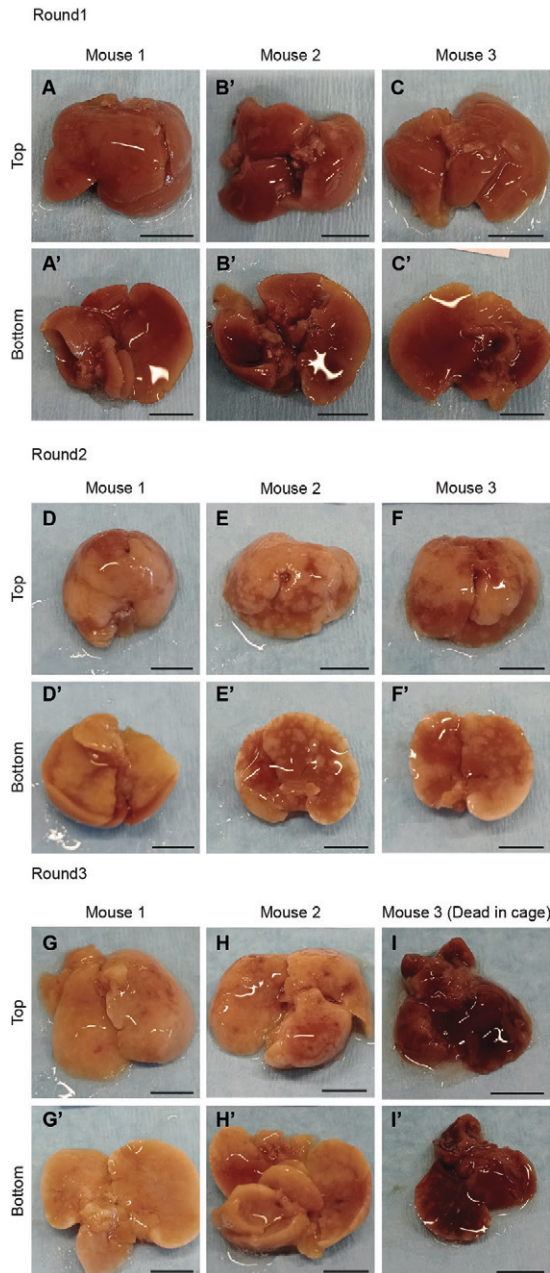 Round1
Mouse 1 Mouse 2 Mouse 3
Top
A B' C
Bottom
A' B' C'
Round2
Mouse 1 Mouse 2 Mouse 3
Top
D E F
Bottom
D' E' F'
Round3
Mouse 1 Mouse 2 Mouse 3 (Dead in cage)
Top
G H I
Bottom
G' H' I'